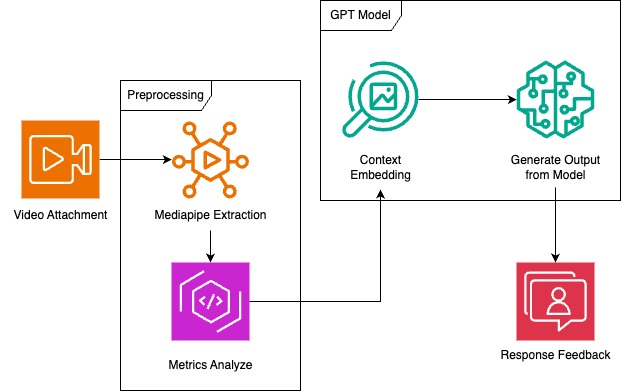 GPT Model
Preprocessing
Video Attachment
Mediapipe Extraction
Metrics Analyze
Context
Embedding
Generate Output
from Model
Response Feedback